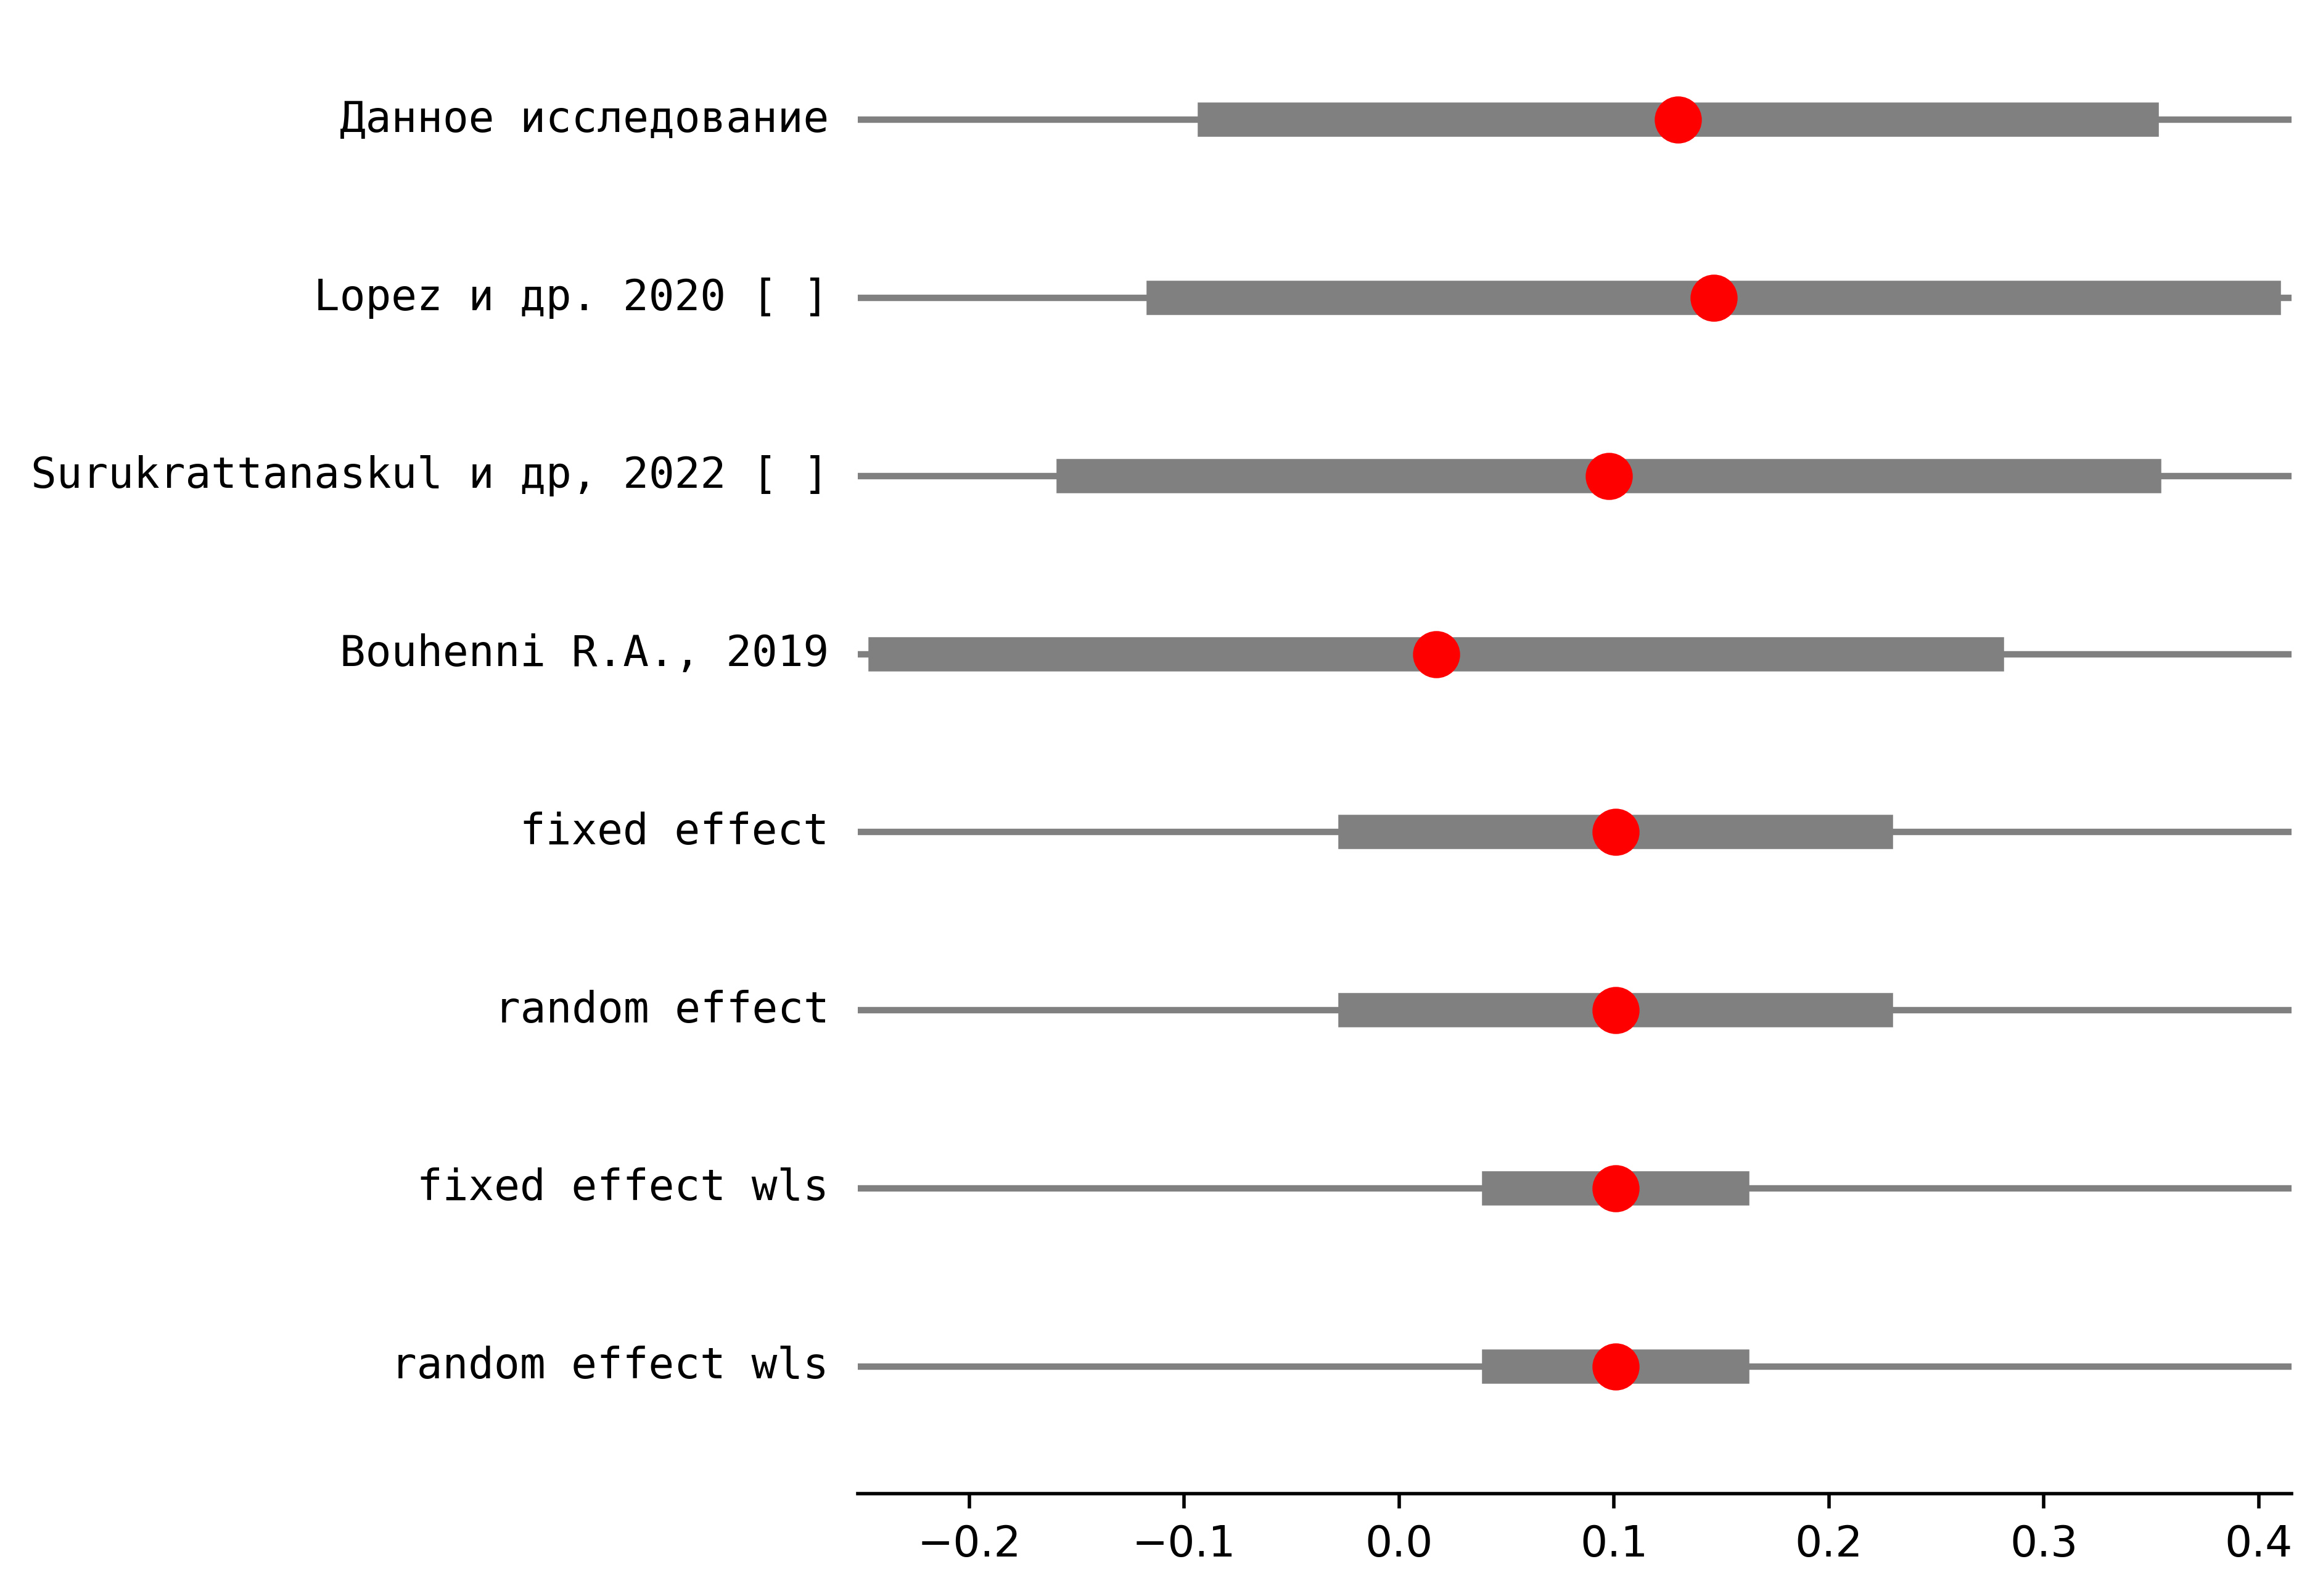 Данное исследование
Lopez и др. 2020 [ ]
Surukrattanaskul и др, 2022 [ ]
Bouhenni R.A., 2019
fixed effect
random effect
fixed effect wls
random effect wls
−0.2 −0.1 0.0 0.1 0.2 0.3 0.4